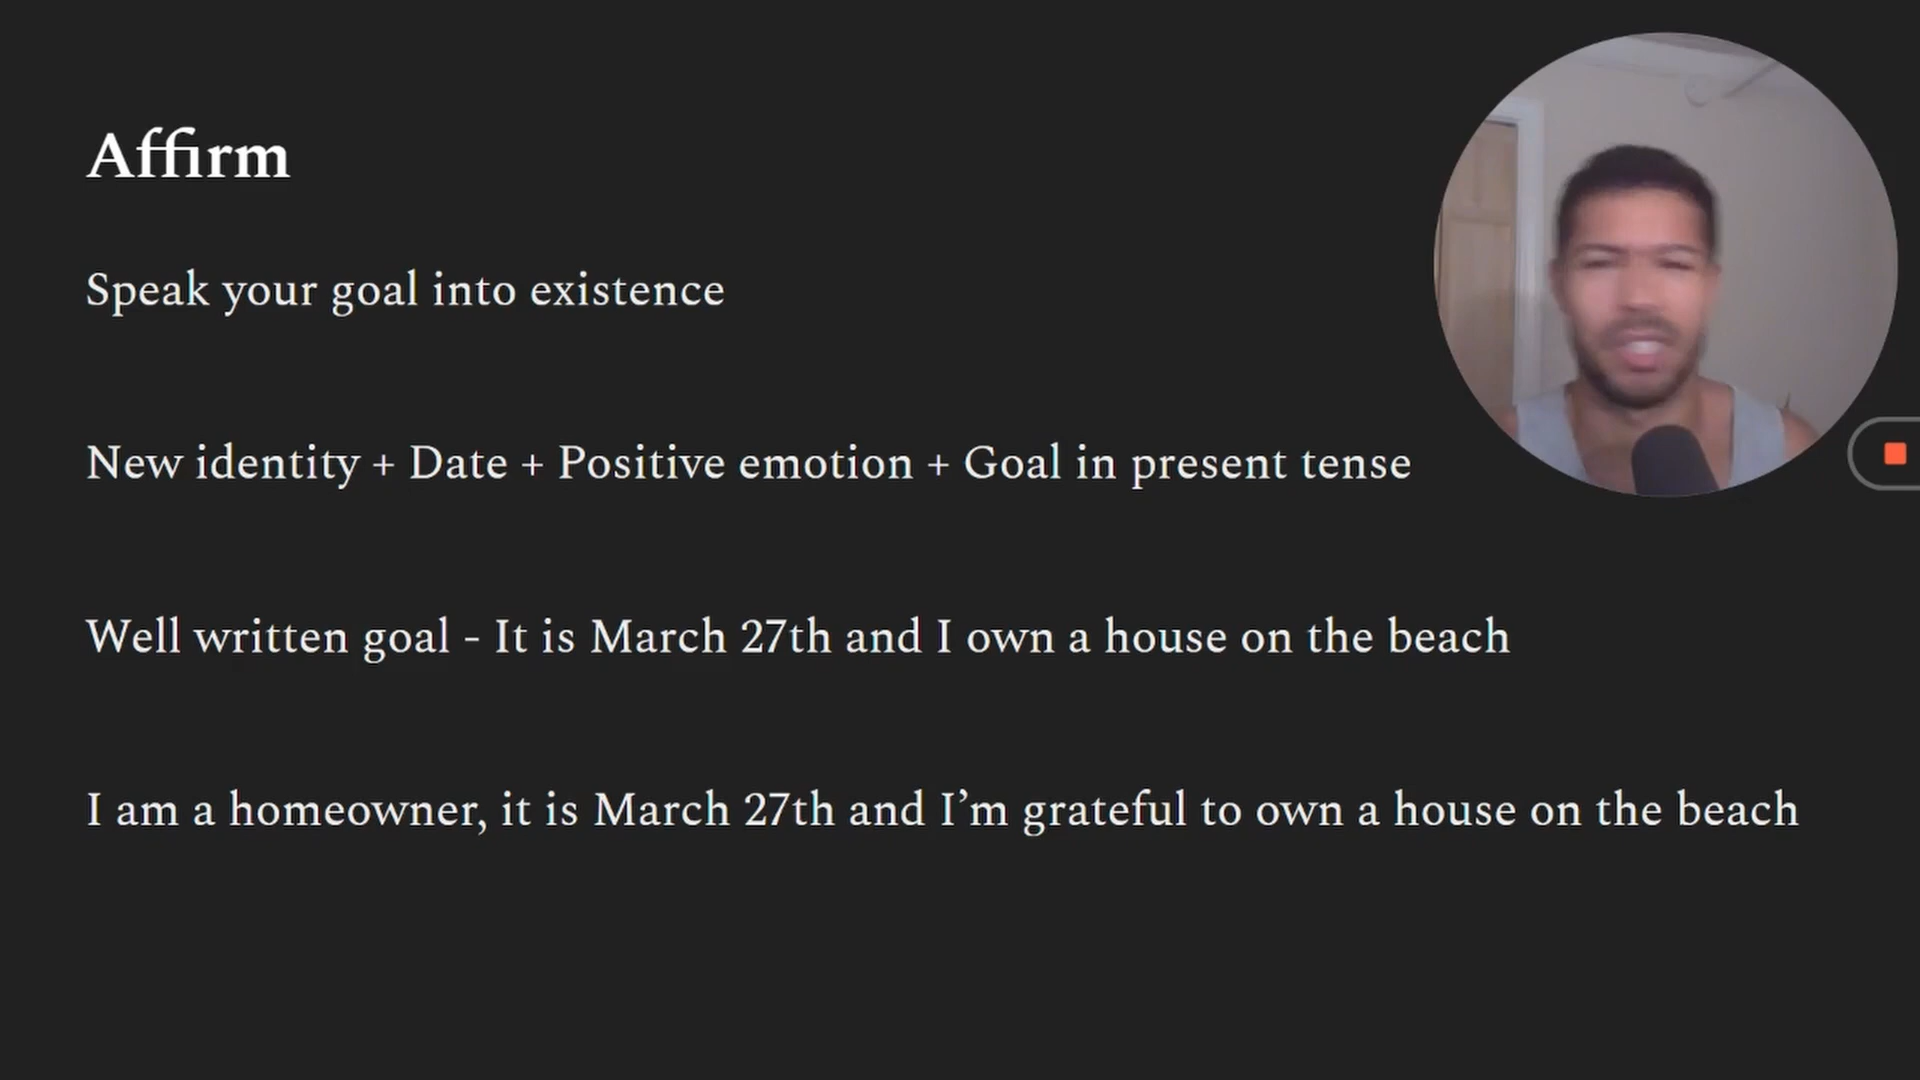 Affirm
Speak your goal into existence
New identity + Date + Positive emotion + Goal in present tense
Well written goal - It is March 27th and I own a house on the beach
I am a homeowner, it is March 27th and I’m grateful to own a house on the beach